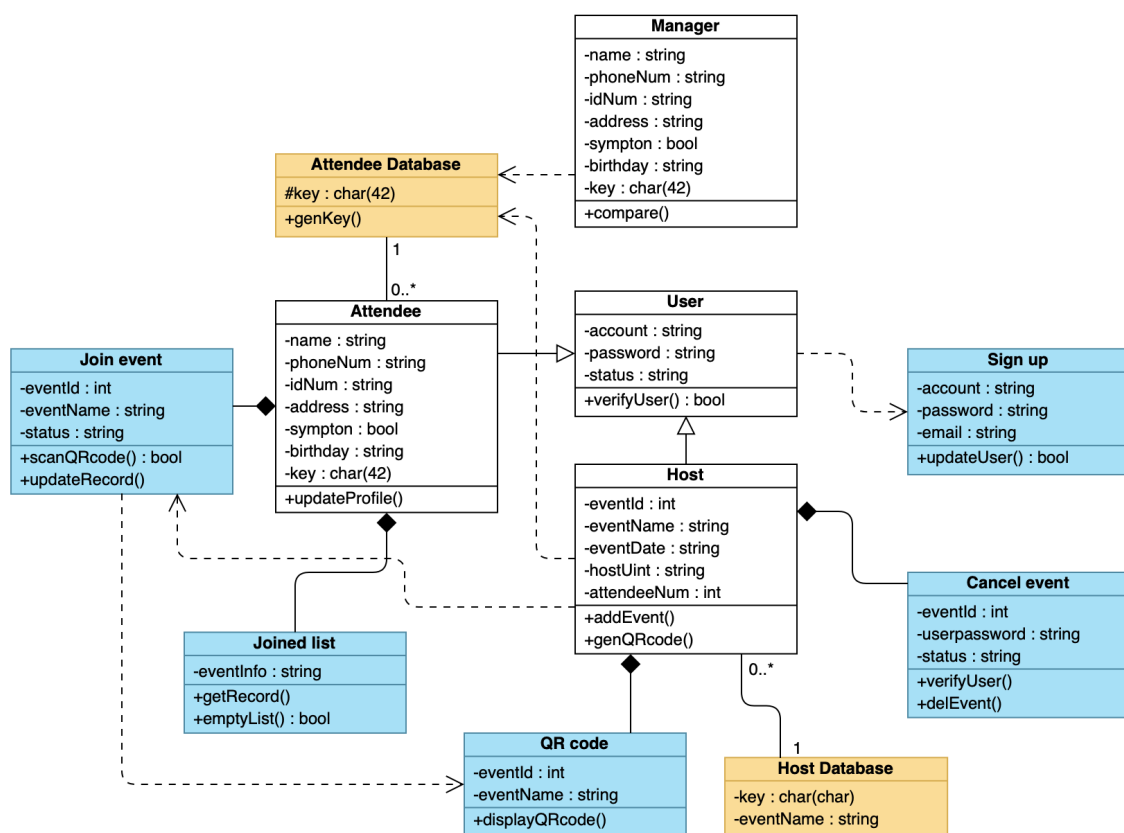 Manager
-name : string
-phoneNum : string
-idNum : string
-address : string
-sympton : bool
-birthday : string
-key : char(42)
+compare()
Attendee Database
#key : char(42)
+genKey()
1
0..*
Attendee
-name : string
-phoneNum : string
-idNum : string
-address : string
-sympton : bool
-birthday : string
-key : char(42)
+updateProfile()
User
-account : string
-password : string
-status : string
+verifyUser() : bool
Join event
-eventId : int
-eventName : string
-status : string
+scanQRcode() : bool
+updateRecord()
Sign up
-account : string
-password : string
-email : string
+updateUser() : bool
Host
-eventId : int
-eventName : string
-eventDate : string
-hostUint : string
-attendeeNum : int
+addEvent()
+genQRcode()
Cancel event
-eventId : int
-userpassword : string
-status : string
+verifyUser()
+delEvent()
Joined list
-eventInfo : string
+getRecord()
+emptyList() : bool
0..*
1
QR code
-eventId : int
-eventName : string
+displayQRcode()
Host Database
-key : char(char)
-eventName : string